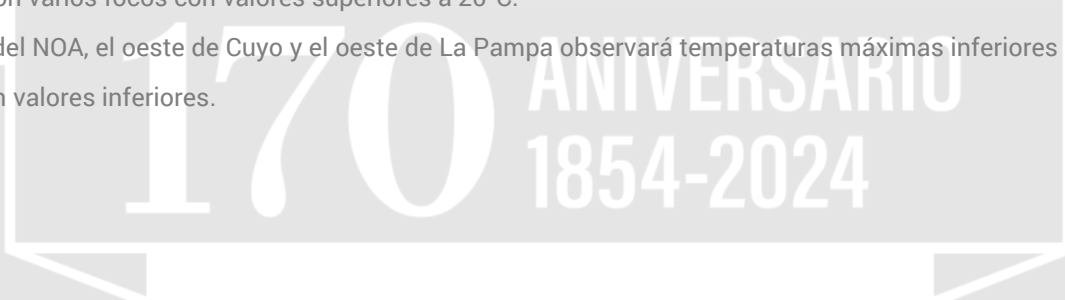 on varios focos con valores superiores a 20°C.
del NOA, el oeste de Cuyo y el oeste de La Pampa observará temperaturas máximas inferiores
n valores inferiores.
170 ANIVERSARIO
1854-2024